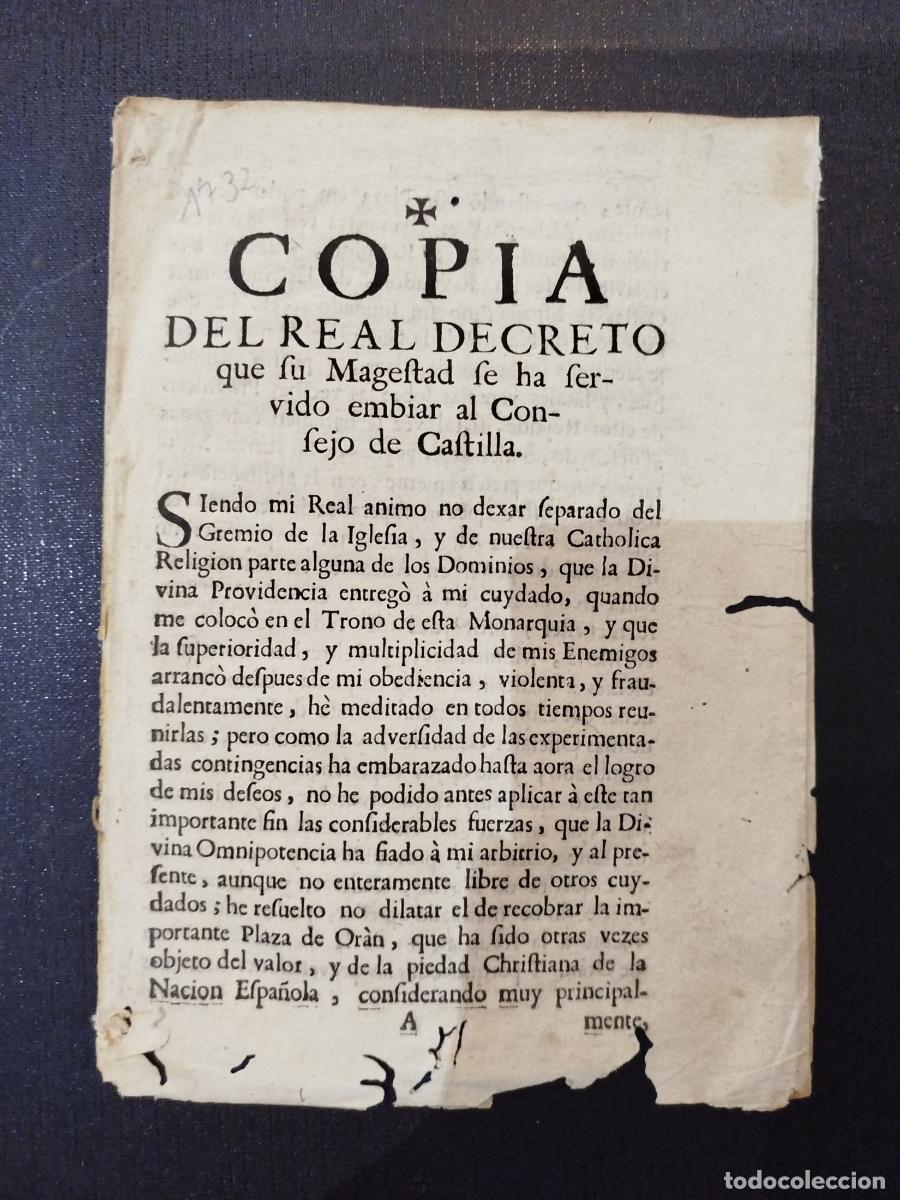 1732.
✠
COPIA
DEL REAL DECRETO
que ſu Mageſtad ſe ha ſer-
vido embiar al Con-
ſejo de Caſtilla.
SIendo mi Real animo no dexar ſeparado del
Gremio de la Igleſia, y de nueſtra Catholica
Religion parte alguna de los Dominios, que la Di-
vina Providencia entregò à mi cuydado, quando
me colocò en el Trono de eſta Monarquia, y que
la ſuperioridad, y multiplicidad de mis Enemigos
arrancò deſpues de mi obediencia, violenta, y frau-
dalentamente, hè meditado en todos tiempos reu-
nirlas; pero como la adverſidad de las experimenta-
das contingencias ha embarazado haſta aora el logro
de mis deſeos, no he podido antes aplicar à eſte tan
importante fin las conſiderables fuerzas, que la Di-
vina Omnipotencia ha fiado à mi arbitrio, y al pre-
ſente, aunque no enteramente libre de otros cuy-
dados; he reſuelto no dilatar el de recobrar la im-
portante Plaza de Oràn, que ha ſido otras vezes
objeto del valor, y de la piedad Chriſtiana de la
Nacion Eſpañola, conſiderando muy principal-
A mente,
todocoleccion